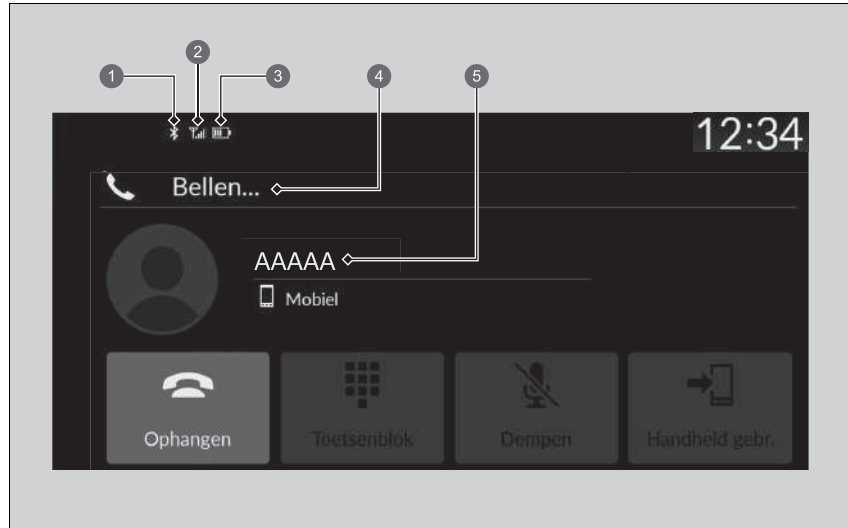 1 2 3 4 5
12:34
Bellen...
AAAAA
Mobiel
Ophangen Toetsenblok Dempen Handheld gebr.